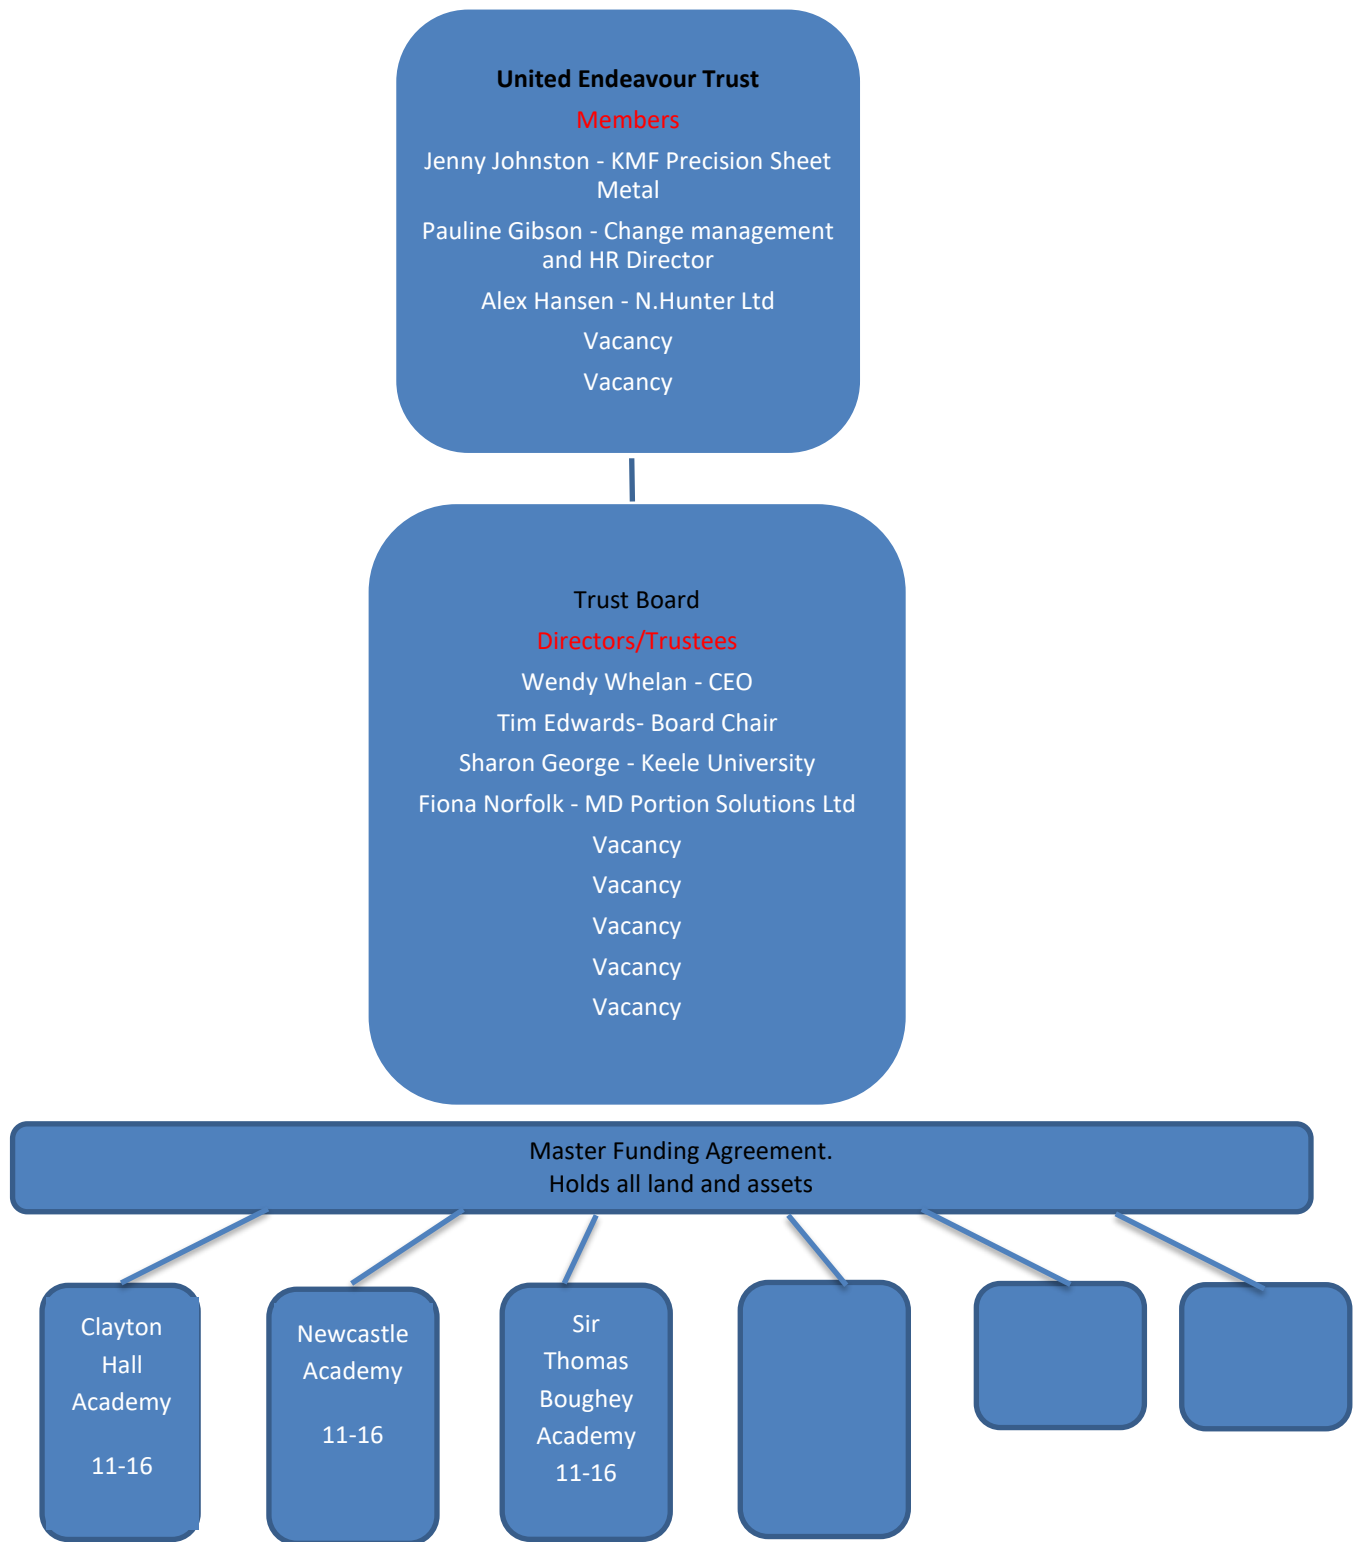 United Endeavour Trust
Members
Jenny Johnston - KMF Precision Sheet
Metal
Pauline Gibson - Change management
and HR Director
Alex Hansen - N.Hunter Ltd
Vacancy
Vacancy
Trust Board
Directors/Trustees
Wendy Whelan - CEO
Tim Edwards- Board Chair
Sharon George - Keele University
Fiona Norfolk - MD Portion Solutions Ltd
Vacancy
Vacancy
Vacancy
Vacancy
Vacancy
Master Funding Agreement.
Holds all land and assets
Clayton
Hall
Academy
11-16
Newcastle
Academy
11-16
Sir
Thomas
Boughey
Academy
11-16